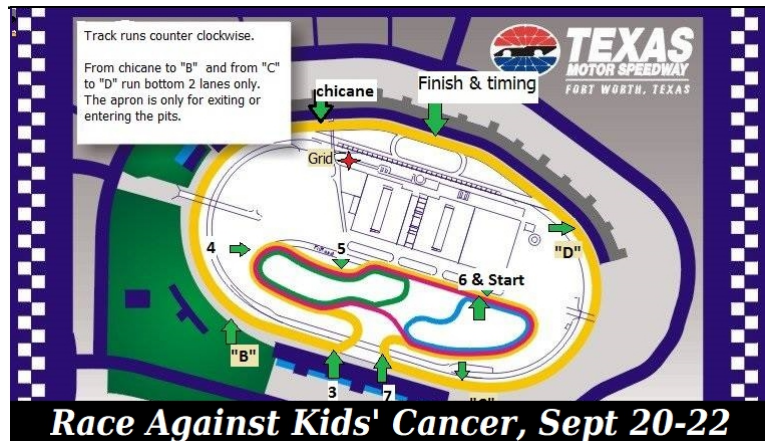 Track runs counter clockwise.
From chicane to "B" and from "C"
to "D" run bottom 2 lanes only.
The apron is only for exiting or
entering the pits.
TEXAS
MOTOR SPEEDWAY
FORT WORTH, TEXAS
chicane
Finish & timing
Grid
4
5
6 & Start
"D"
"B"
3
7
Race Against Kids' Cancer, Sept 20-22